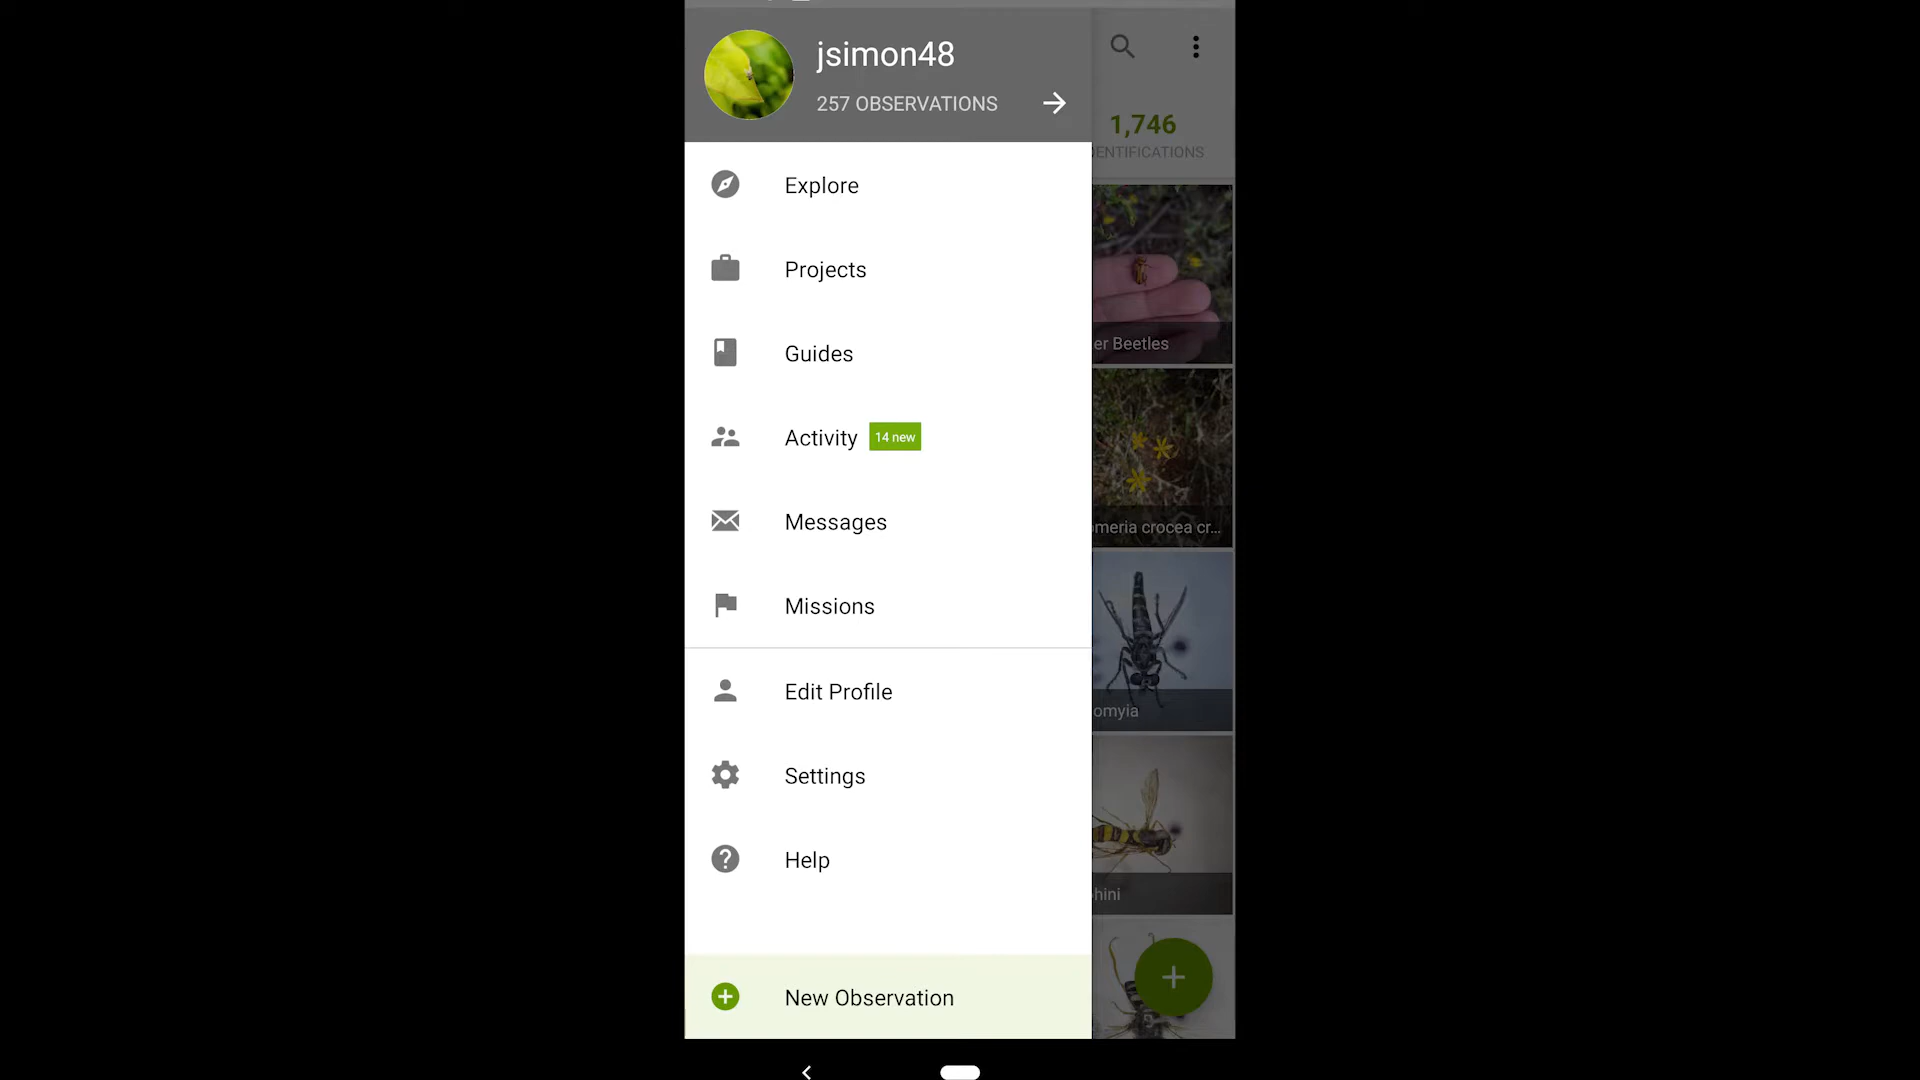 jsimon48
257 OBSERVATIONS
1,746
ENTIFICATIONS
Explore
Projects
Guides
Activity 14 new
Messages
Missions
Edit Profile
Settings
Help
New Observation
er Beetles
omeria crocea cr...
omyia
hini